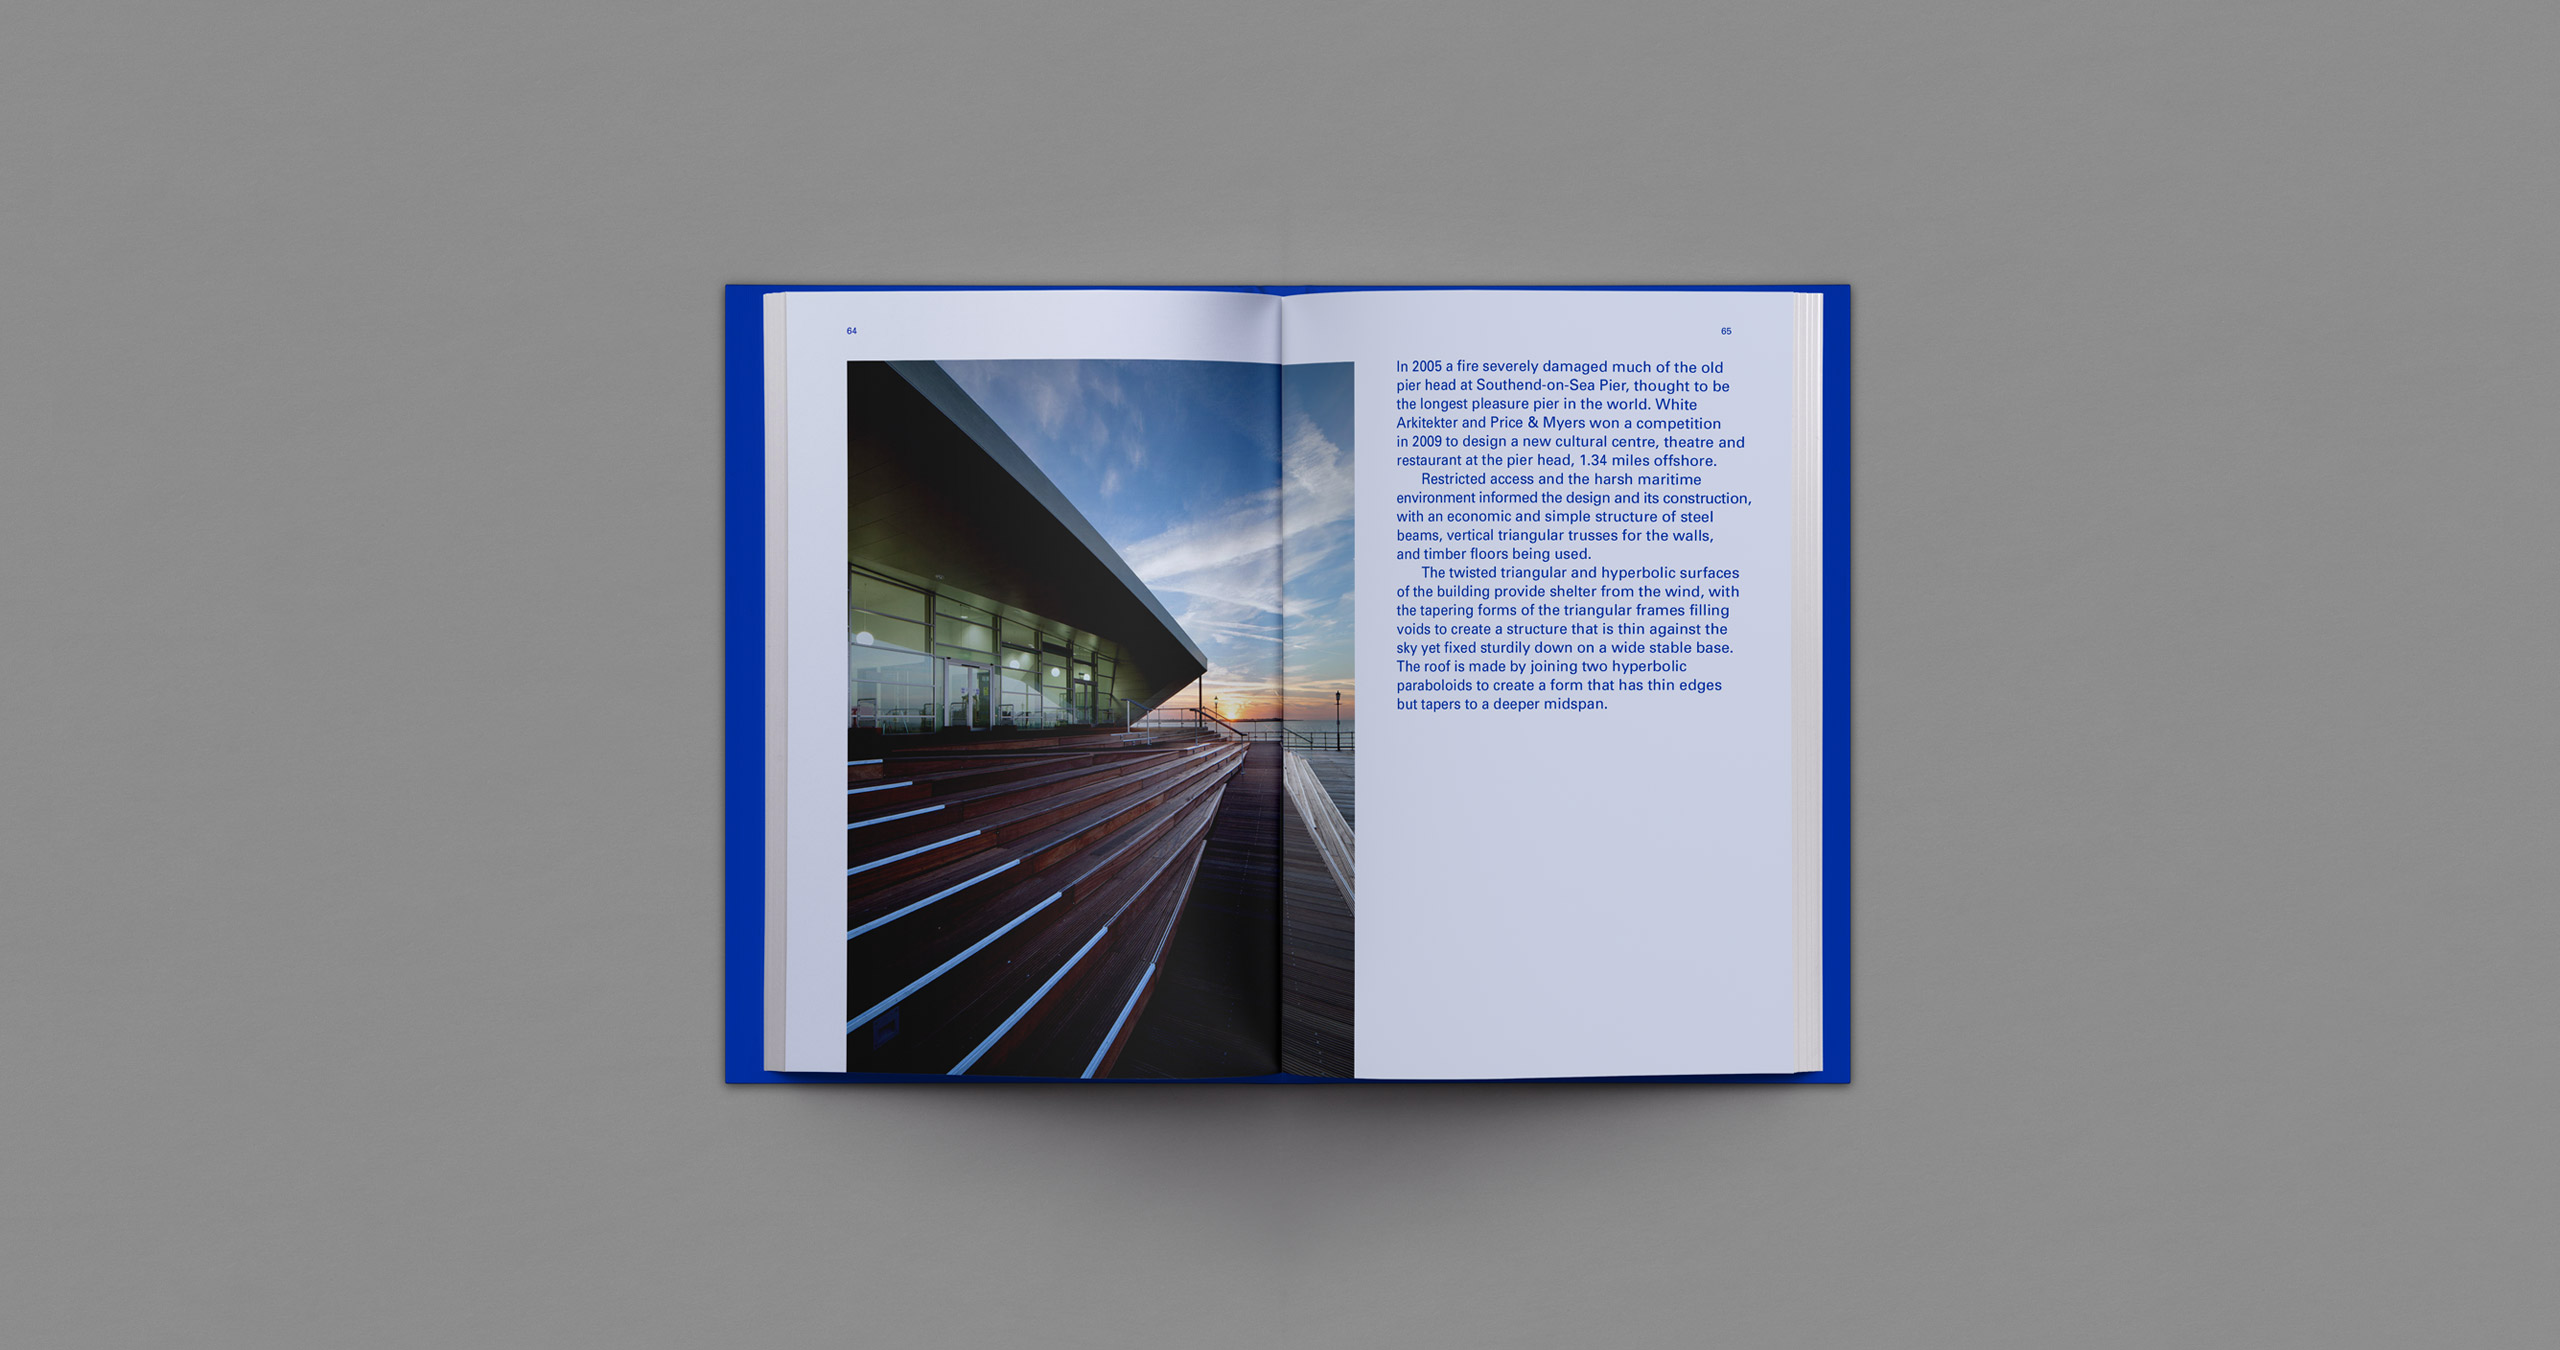 64
65
In 2005 a fire severely damaged much of the old
pier head at Southend-on-Sea Pier, thought to be
the longest pleasure pier in the world. White
Arkitekter and Price & Myers won a competition
in 2009 to design a new cultural centre, theatre and
restaurant at the pier head, 1.34 miles offshore.
Restricted access and the harsh maritime
environment informed the design and its construction,
with an economic and simple structure of steel
beams, vertical triangular trusses for the walls,
and timber floors being used.
The twisted triangular and hyperbolic surfaces
of the building provide shelter from the wind, with
the tapering forms of the triangular frames filling
voids to create a structure that is thin against the
sky yet fixed sturdily down on a wide stable base.
The roof is made by joining two hyperbolic
paraboloids to create a form that has thin edges
but tapers to a deeper midspan.